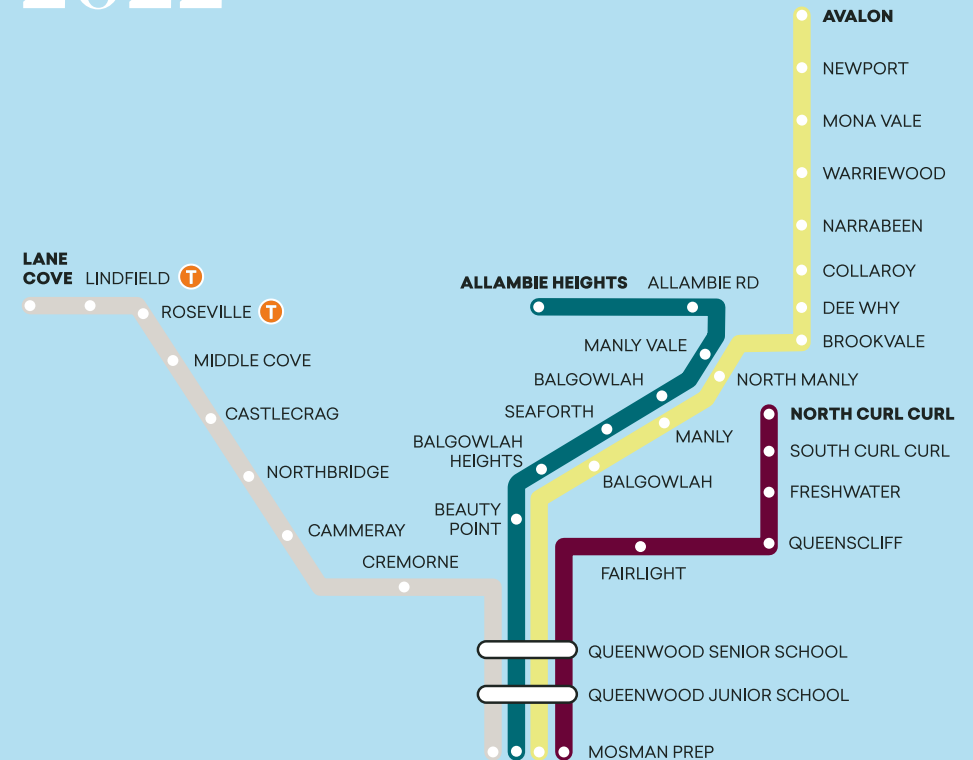 2022
AVALON
NEWPORT
MONA VALE
WARRIEWOOD
NARRABEEN
COLLAROY
DEE WHY
BROOKVALE
LANE
COVE
LINDFIELD T
ROSEVILLE T
MIDDLE COVE
CASTLECRAG
NORTHBRIDGE
CAMMERAY
CREMORNE
ALLAMBIE HEIGHTS
ALLAMBIE RD
MANLY VALE
BALGOWLAH
SEAFORTH
BALGOWLAH
HEIGHTS
BEAUTY
POINT
NORTH MANLY
MANLY
BALGOWLAH
NORTH CURL CURL
SOUTH CURL CURL
FRESHWATER
QUEENSCLIFF
FAIRLIGHT
QUEENWOOD SENIOR SCHOOL
QUEENWOOD JUNIOR SCHOOL
MOSMAN PREP